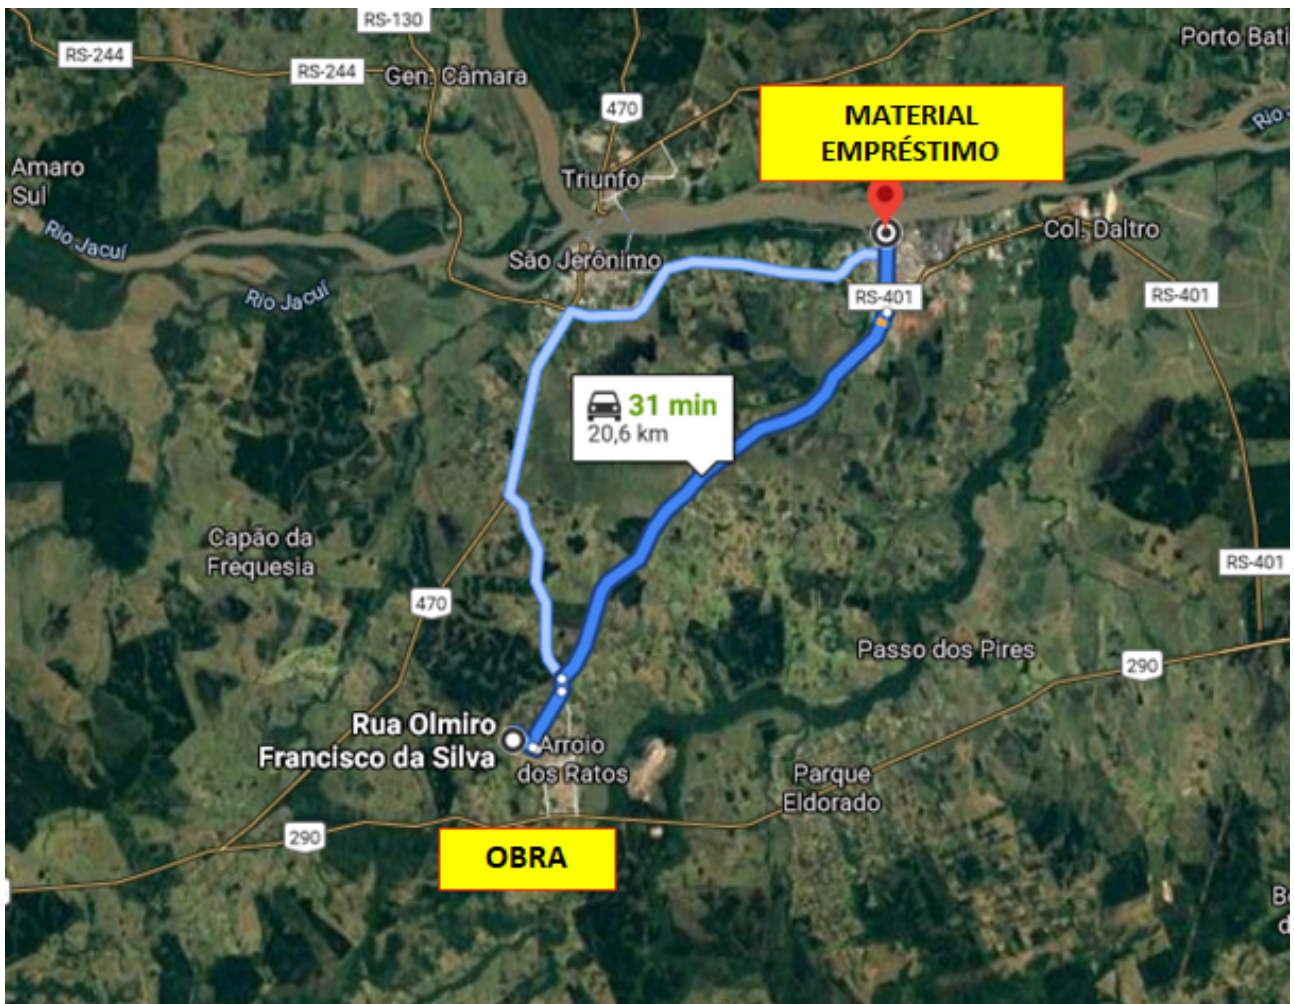 RS-130
RS-244
RS-244
Gen. Câmara
Porto Bati
470
MATERIAL
EMPRÉSTIMO
Rio
Amaro
Sul
Triunfo
Rio Jacuí
São Jerônimo
Col. Daltro
Rio Jacuí
RS-401
RS-401
31 min
20,6 km
Capão da
Frequesia
RS-401
470
Passo dos Pires
290
Rua Olmiro
Francisco da Silva
Arroio
dos Ratos
Parque
Eldorado
290
OBRA